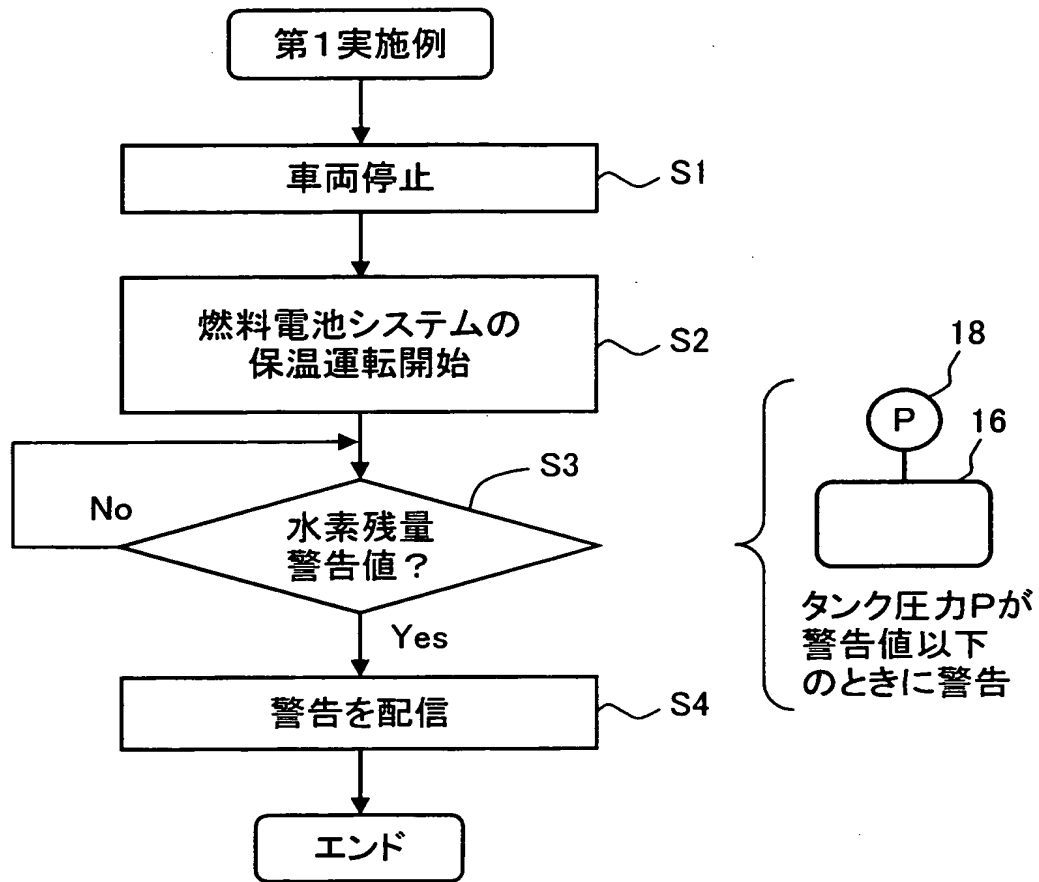 第1実施例
車両停止
S1
燃料電池システムの
保温運転開始
S2
S3
No
水素残量
警告値？
Yes
警告を配信
S4
エンド
18
P
16
タンク圧力Pが
警告値以下
のときに警告